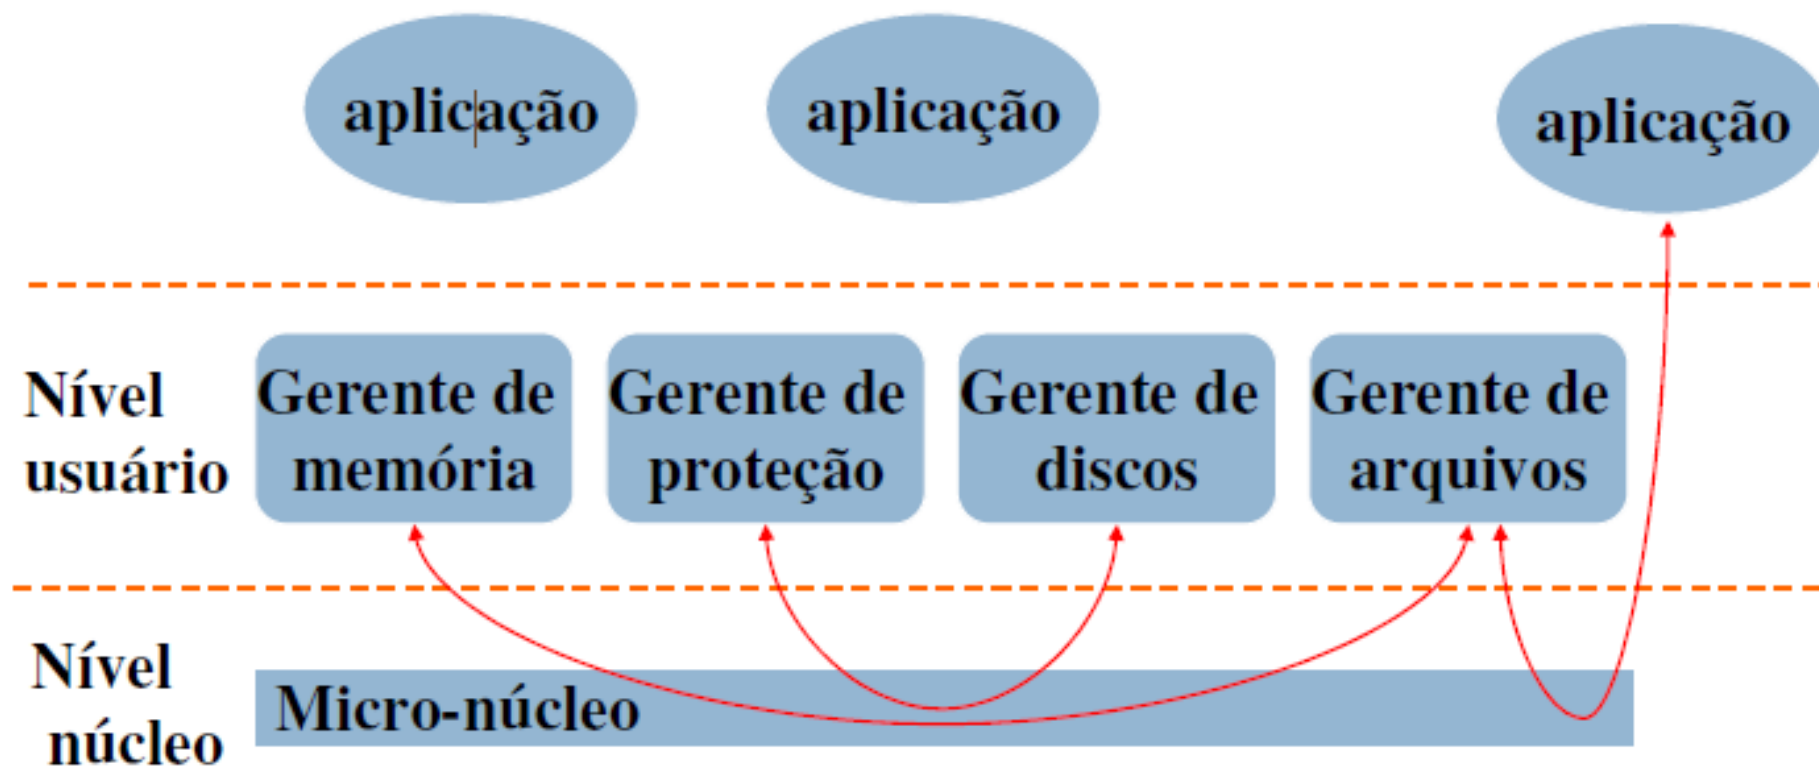 aplicação
aplicação
aplicação
Nível
usuário
Gerente de
memória
Gerente de
proteção
Gerente de
discos
Gerente de
arquivos
Nível
núcleo
Micro-núcleo